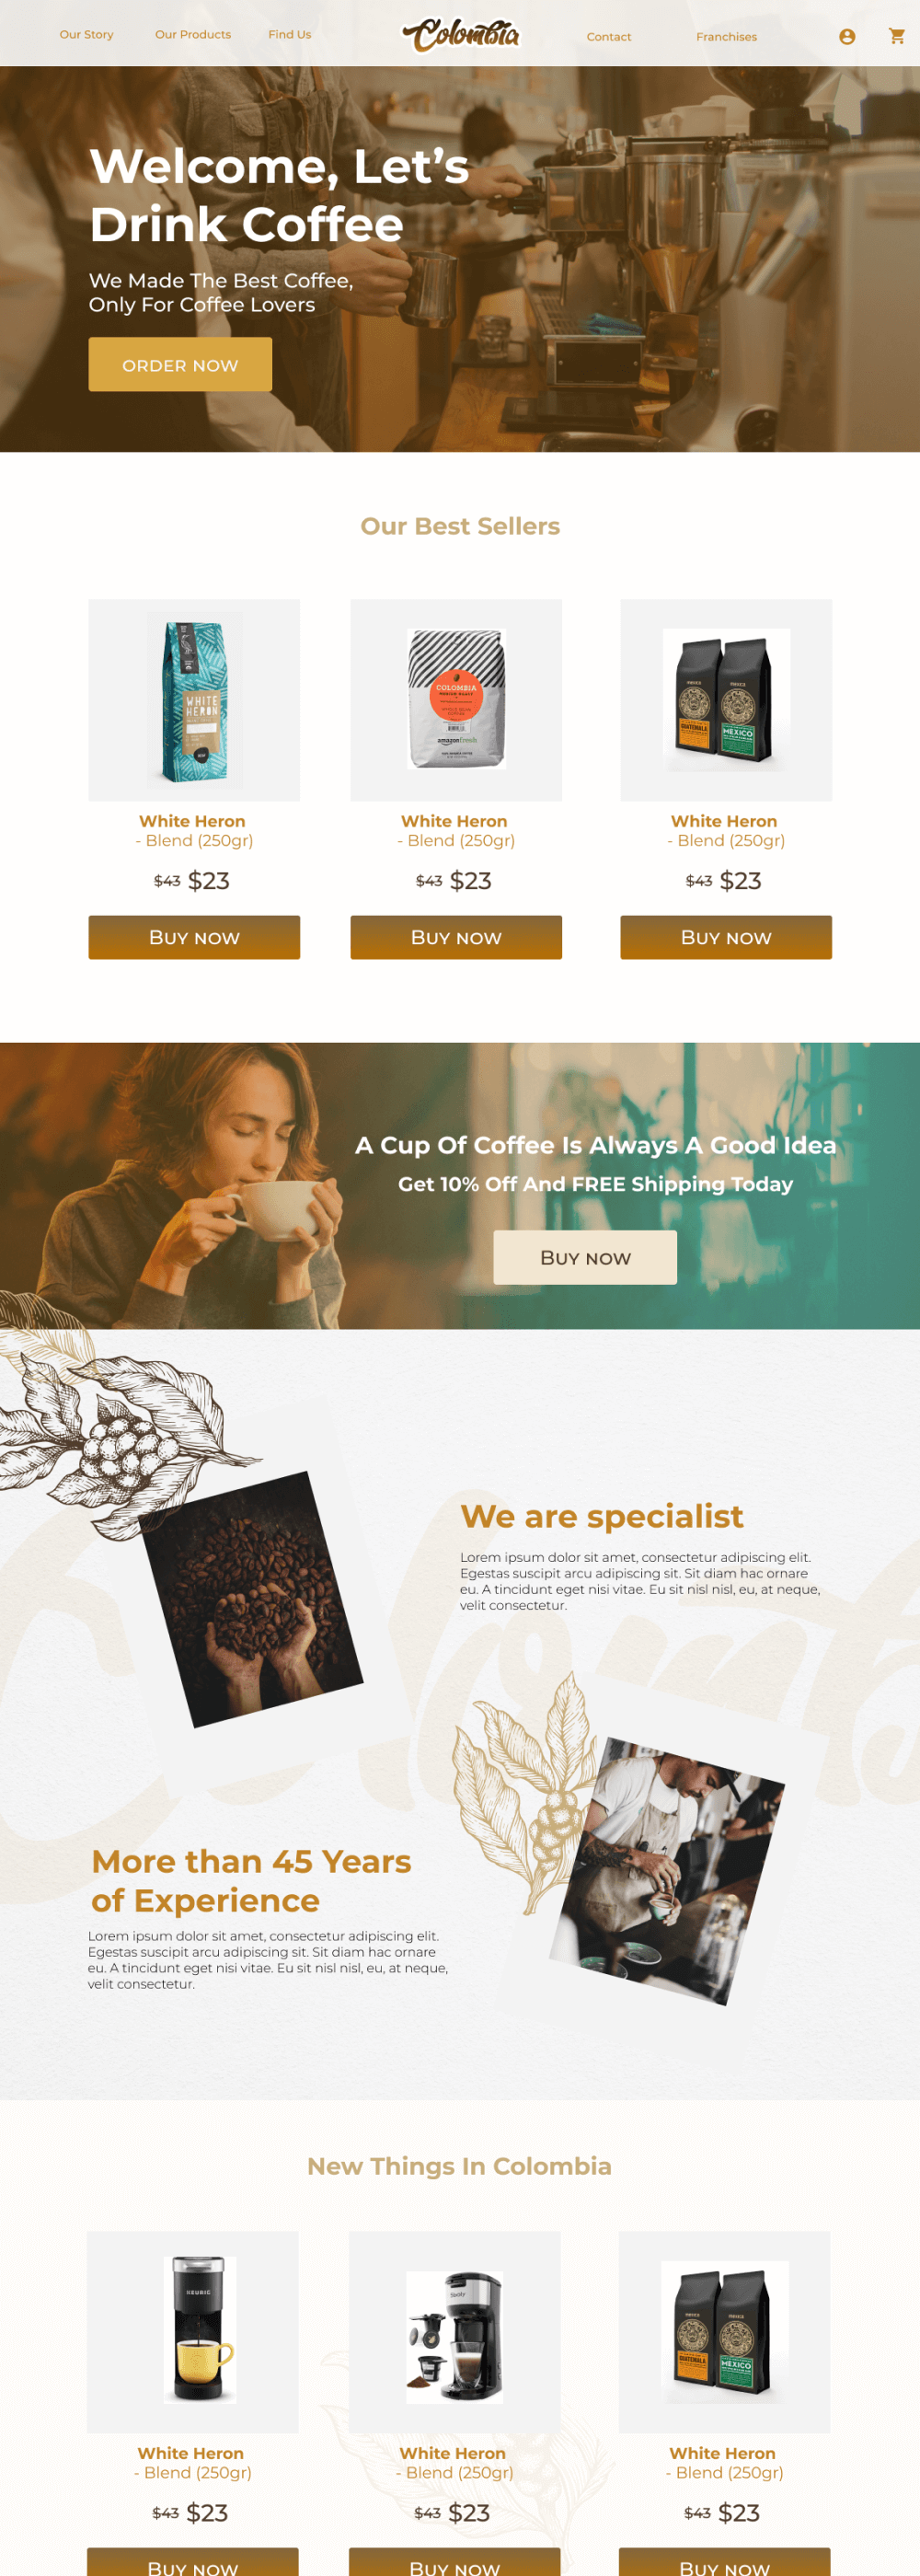 Our Story Our Products Find Us Colombia Contact Franchises
Welcome, Let's
Drink Coffee
We Made The Best Coffee,
Only For Coffee Lovers
ORDER NOW
Our Best Sellers
WHITE
HERON
COLOMBIA
amazonfresh
GUATEMALA
MEXICO
White Heron
- Blend (250gr)
$43 $23
BUY NOW
White Heron
- Blend (250gr)
$43 $23
BUY NOW
White Heron
- Blend (250gr)
$43 $23
BUY NOW
A Cup Of Coffee Is Always A Good Idea
Get 10% Off And FREE Shipping Today
BUY NOW
We are specialist
Lorem ipsum dolor sit amet, consectetur adipiscing elit.
Egestas suscipit arcu adipiscing sit. Sit diam hac ornare
eu. A tincidunt eget nisi vitae. Eu sit nisl nisl, eu, at neque,
velit consectetur.
More than 45 Years
of Experience
Lorem ipsum dolor sit amet, consectetur adipiscing elit.
Egestas suscipit arcu adipiscing sit. Sit diam hac ornare
eu. A tincidunt eget nisi vitae. Eu sit nisl nisl, eu, at neque,
velit consectetur.
New Things In Colombia
KEURIG
GUATEMALA
MEXICO
White Heron
- Blend (250gr)
$43 $23
BUY NOW
White Heron
- Blend (250gr)
$43 $23
BUY NOW
White Heron
- Blend (250gr)
$43 $23
BUY NOW